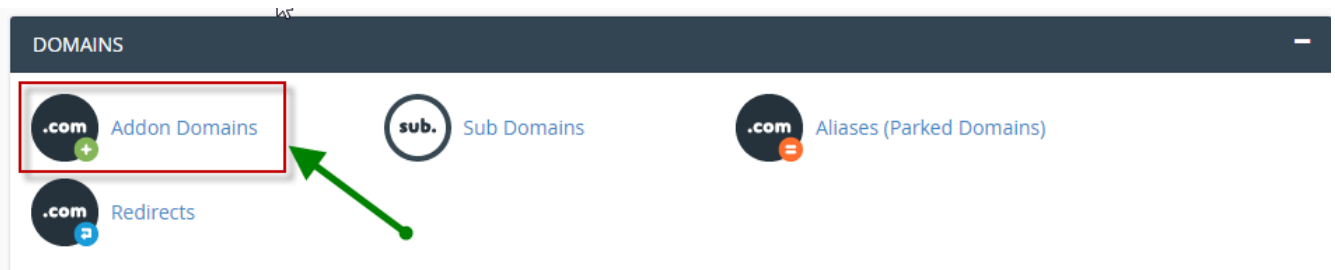 DOMAINS
.com Addon Domains
sub. Sub Domains
.com Aliases (Parked Domains)
.com Redirects